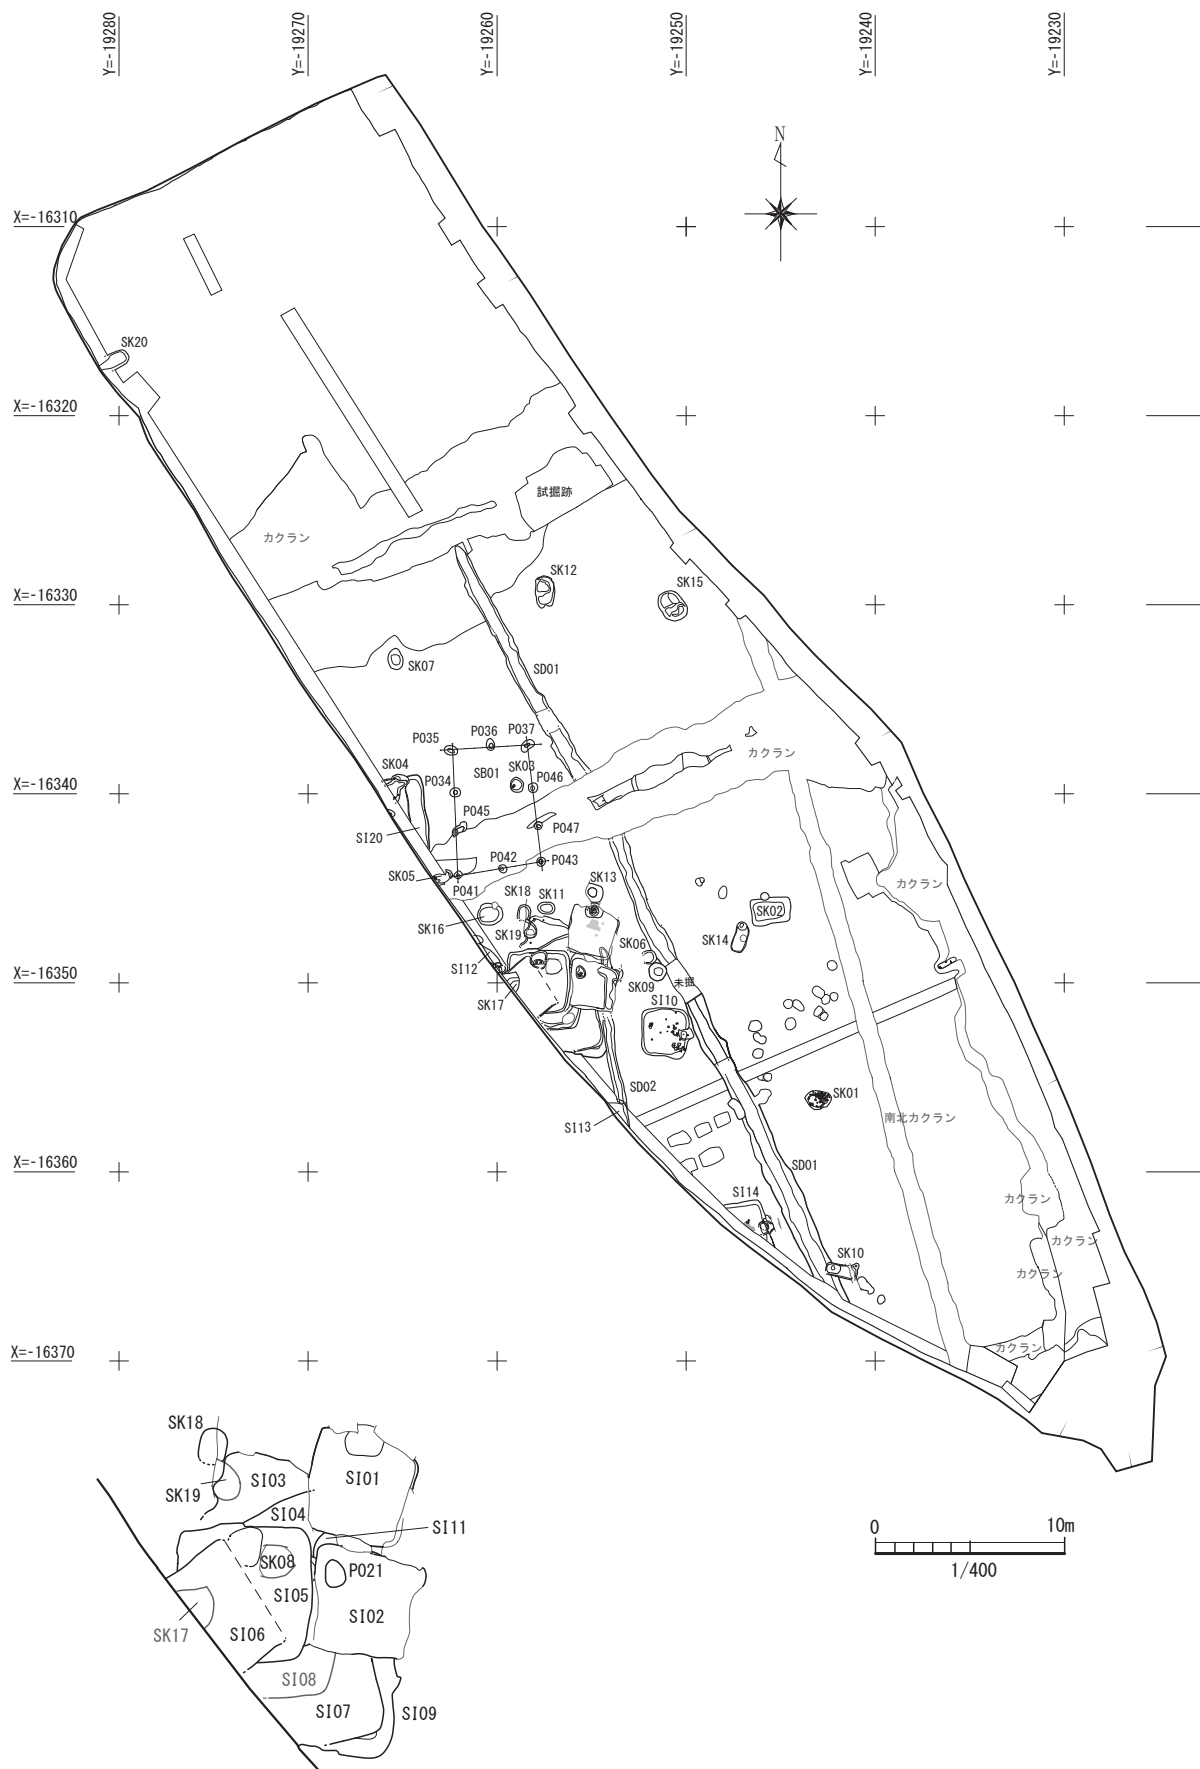 Y=-19280
Y=-19270
Y=-19260
Y=-19250
Y=-19240
Y=-19230
N
X=-16310
SK20
X=-16320
試掘跡
カクラン
SK12
SK15
X=-16330
SK07
SD01
P035
P036
P037
カクラン
SK04
SB01
SK03
P034
P046
X=-16340
P045
P047
SI20
P042
P043
SK05
P041
カクラン
SK13
SK18
SK11
SK02
SK16
SK19
SK14
SK06
SI12
SK09
X=-16350
未掘
SK17
SI10
SD02
SK01
南北カクラン
SI13
X=-16360
SD01
SI14
カクラン
カクラン
SK10
カクラン
カクラン
X=-16370
SK18
SI03
SI01
SK19
SI04
SI11
SK08
P021
SI05
SI02
SK17
SI06
SI08
SI07
SI09
0
10m
1/400